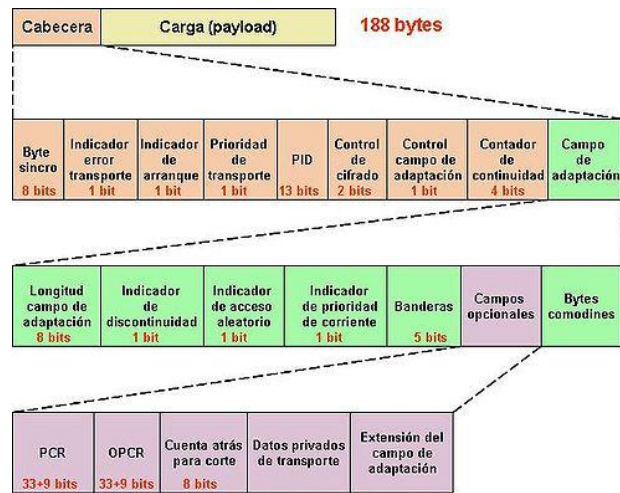 Cabecera
Carga (payload)
188 bytes
Byte
sincro
8 bits
Indicador
error
transporte
1 bit
Indicador
de
arranque
1 bit
Prioridad
de
transporte
1 bit
PID
13 bits
Control
de
cifrado
2 bits
Control
campo de
adaptación
1 bit
Contador
de
continuidad
4 bits
Campo
de
adaptación
Longitud
campo de
adaptación
8 bits
Indicador
de
discontinuidad
1 bit
Indicador
de acceso
aleatorio
1 bit
Indicador
de prioridad
de corriente
1 bit
Banderas
5 bits
Campos
opcionales
Bytes
comodines
PCR
33+9 bits
OPCR
33+9 bits
Cuenta atrás
para corte
8 bits
Datos privados
de transporte
Extensión del
campo de
adaptación